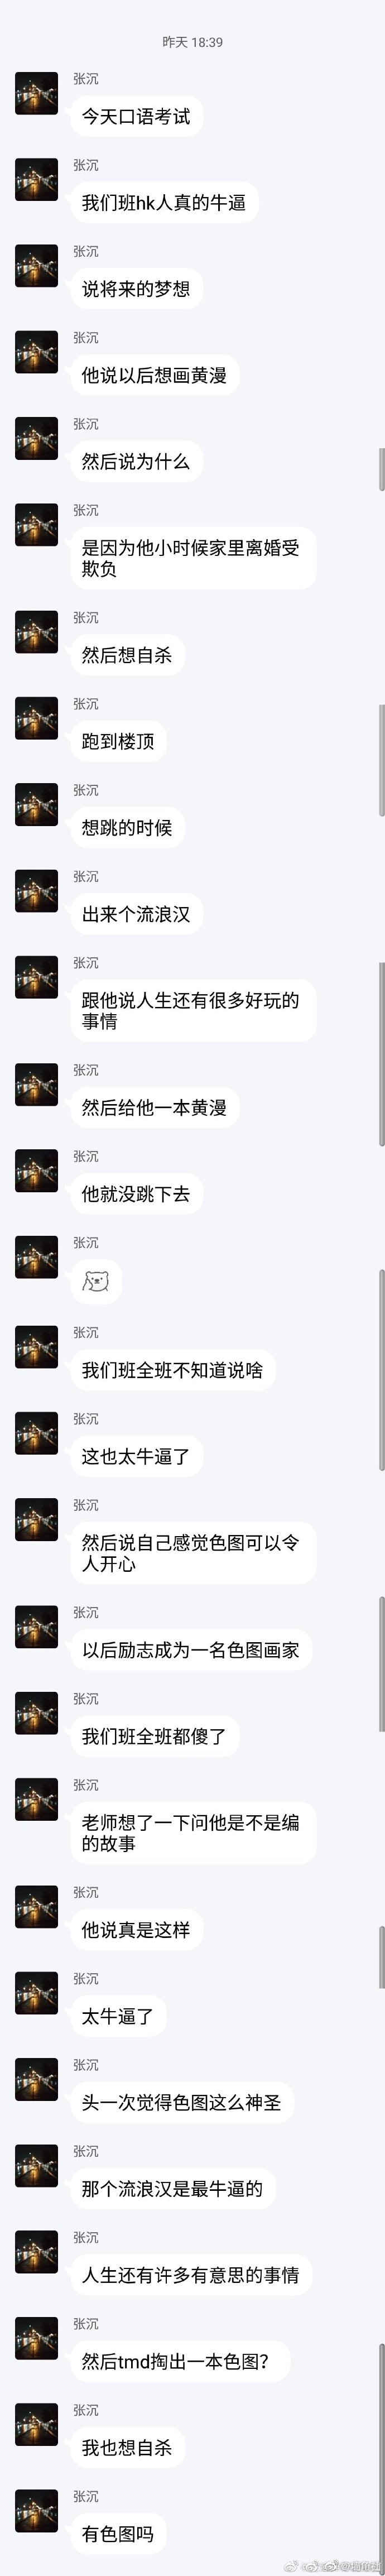 昨天 18:39
张沉
今天口语考试
张沉
我们班hk人真的牛逼
张沉
说将来的梦想
张沉
他说以后想画黄漫
张沉
然后说为什么
张沉
是因为他小时候家里离婚受
欺负
张沉
然后想自杀
张沉
跑到楼顶
张沉
想跳的时候
张沉
出来个流浪汉
张沉
跟他说人生还有很多好玩的
事情
张沉
然后给他一本黄漫
张沉
他就没跳下去
张沉
张沉
我们班全班不知道说啥
张沉
这也太牛逼了
张沉
然后说自己感觉色图可以令
人开心
张沉
以后励志成为一名色图画家
张沉
我们班全班都傻了
张沉
老师想了一下问他是不是编
的故事
张沉
他说真是这样
张沉
太牛逼了
张沉
头一次觉得色图这么神圣
张沉
那个流浪汉是最牛逼的
张沉
人生还有许多有意思的事情
张沉
然后tmd掏出一本色图？
张沉
我也想自杀
张沉
有色图吗